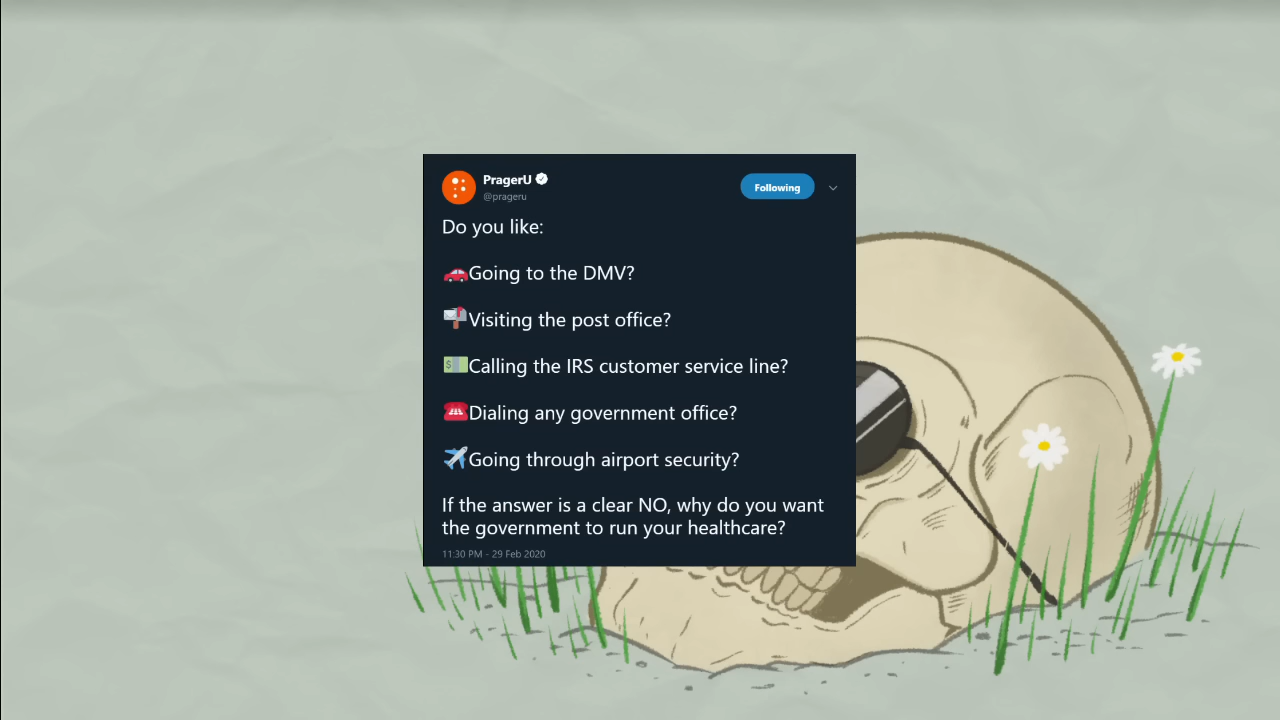 PragerU
@prageru
Following
Do you like:
🚗Going to the DMV?
📬Visiting the post office?
💵Calling the IRS customer service line?
☎️Dialing any government office?
✈️Going through airport security?
If the answer is a clear NO, why do you want
the government to run your healthcare?
11:30 PM - 29 Feb 2020